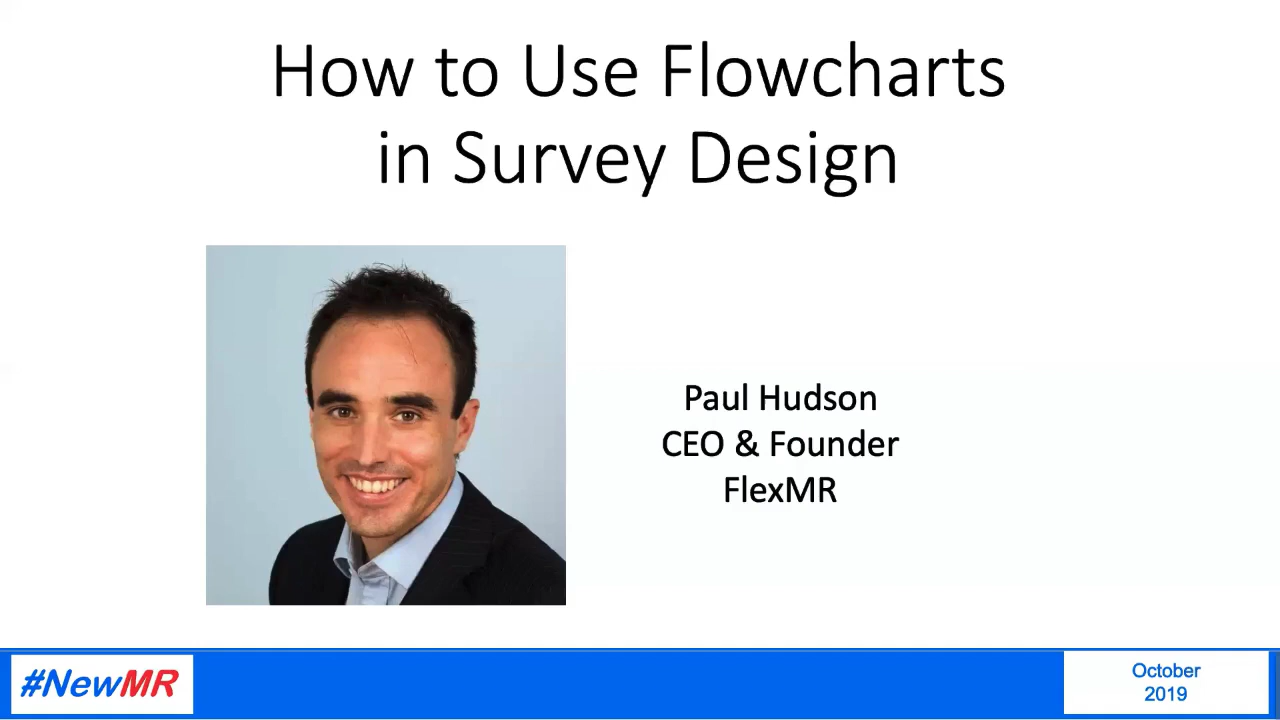 How to Use Flowcharts
in Survey Design
Paul Hudson
CEO & Founder
FlexMR
#NewMR
October
2019